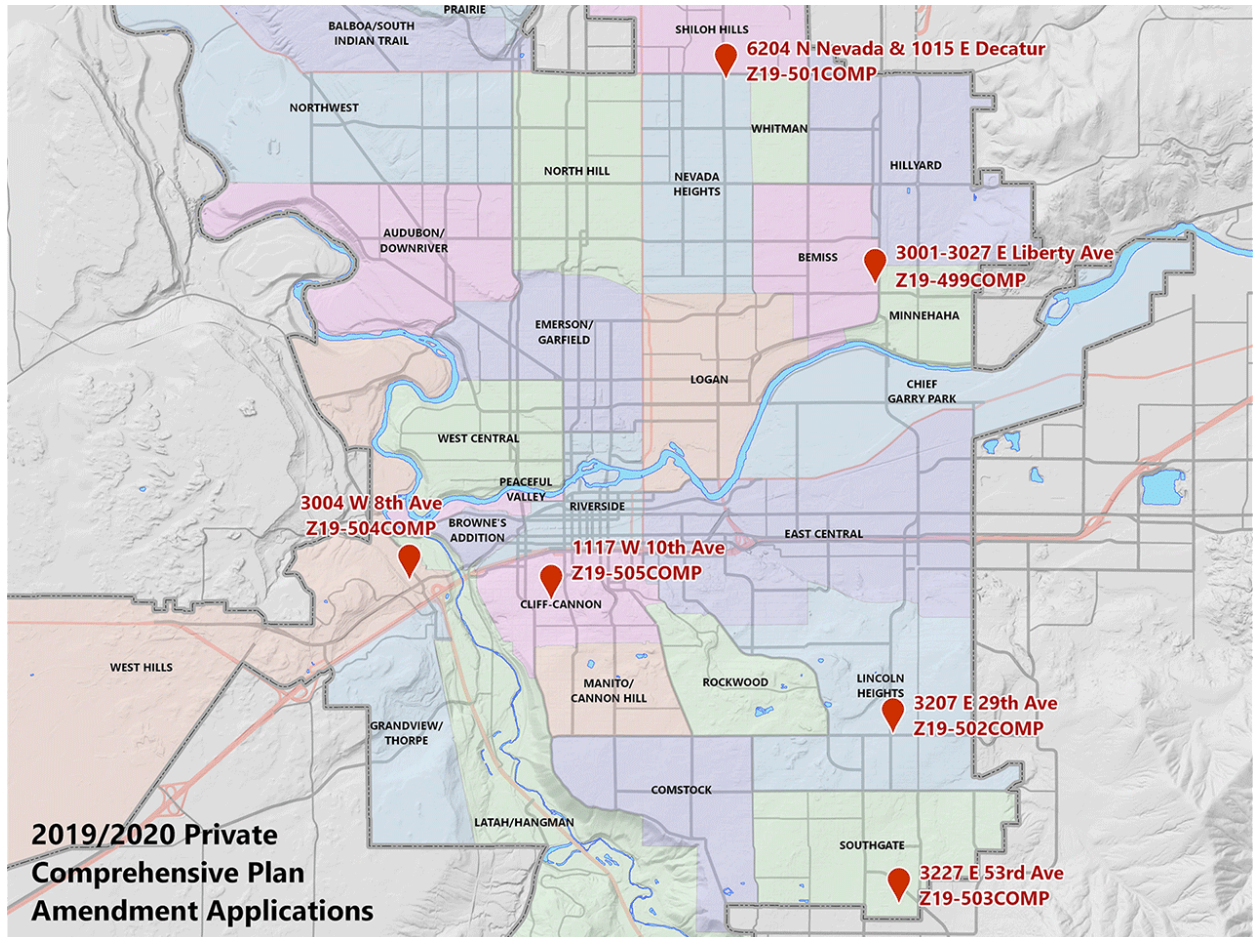 PRAIRIE
BALBOA/SOUTH
INDIAN TRAIL
SHILOH HILLS
6204 N Nevada & 1015 E Decatur
Z19-501COMP
NORTHWEST
WHITMAN
HILLYARD
NORTH HILL
NEVADA
HEIGHTS
AUDUBON/
DOWNRIVER
BEMISS
3001-3027 E Liberty Ave
Z19-499COMP
MINNEHAHA
EMERSON/
GARFIELD
LOGAN
CHIEF
GARRY PARK
WEST CENTRAL
PEACEFUL
VALLEY
3004 W 8th Ave
Z19-504COMP
RIVERSIDE
BROWNE'S
ADDITION
EAST CENTRAL
1117 W 10th Ave
Z19-505COMP
CLIFF-CANNON
WEST HILLS
MANITO/
CANNON HILL
ROCKWOOD
LINCOLN
HEIGHTS
3207 E 29th Ave
Z19-502COMP
GRANDVIEW/
THORPE
COMSTOCK
LATAH/HANGMAN
SOUTHGATE
3227 E 53rd Ave
Z19-503COMP
2019/2020 Private
Comprehensive Plan
Amendment Applications